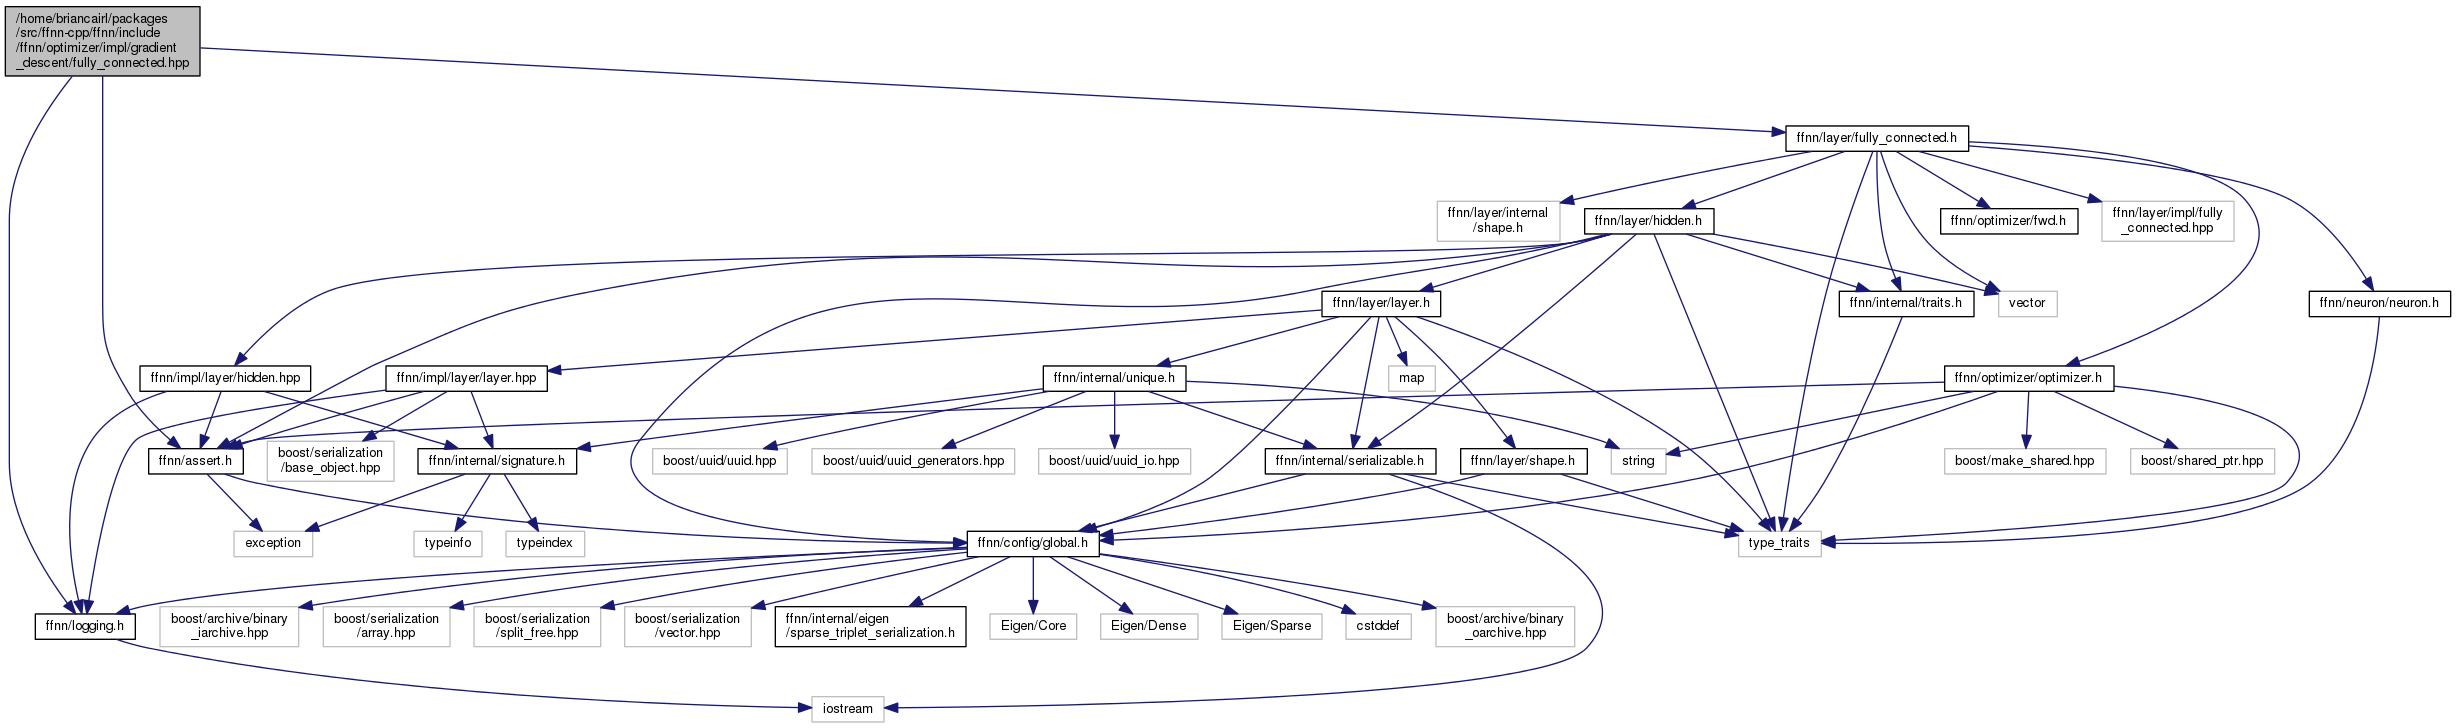 /home/briancairl/packages
/src/ffnn-cpp/ffnn/include
/ffnn/optimizer/impl/gradient
_descent/fully_connected.hpp
ffnn/layer/fully_connected.h
ffnn/layer/internal
/shape.h
ffnn/layer/hidden.h
ffnn/optimizer/fwd.h
ffnn/layer/impl/fully
_connected.hpp
ffnn/layer/layer.h
ffnn/internal/traits.h
vector
ffnn/neuron/neuron.h
ffnn/impl/layer/hidden.hpp
ffnn/impl/layer/layer.hpp
ffnn/internal/unique.h
map
ffnn/optimizer/optimizer.h
ffnn/assert.h
boost/serialization
/base_object.hpp
ffnn/internal/signature.h
boost/uuid/uuid.hpp
boost/uuid/uuid_generators.hpp
boost/uuid/uuid_io.hpp
ffnn/internal/serializable.h
ffnn/layer/shape.h
string
boost/make_shared.hpp
boost/shared_ptr.hpp
exception
typeinfo
typeindex
ffnn/config/global.h
type_traits
ffnn/logging.h
boost/archive/binary
_iarchive.hpp
boost/serialization
/array.hpp
boost/serialization
/split_free.hpp
boost/serialization
/vector.hpp
ffnn/internal/eigen
/sparse_triplet_serialization.h
Eigen/Core
Eigen/Dense
Eigen/Sparse
cstddef
boost/archive/binary
_oarchive.hpp
iostream